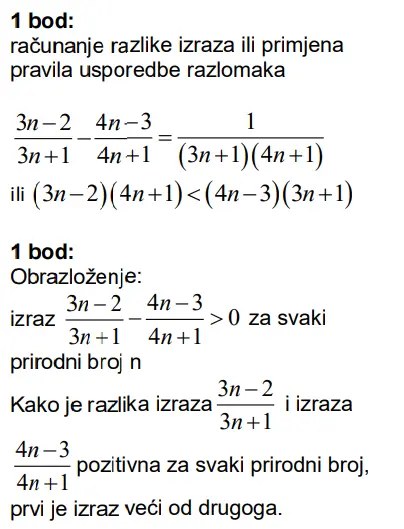 1 bod:
računanje razlike izraza ili primjena
pravila usporedbe razlomaka
\frac{3n-2}{3n+1} - \frac{4n-3}{4n+1} = \frac{1}{(3n+1)(4n+1)}
ili (3n−2)(4n+1)<(4n−3)(3n+1)
1 bod:
Obrazloženje:
izraz \frac{3n-2}{3n+1} - \frac{4n-3}{4n+1} > 0 za svaki
prirodni broj n
Kako je razlika izraza \frac{3n-2}{3n+1} i izraza
\frac{4n-3}{4n+1} pozitivna za svaki prirodni broj,
prvi je izraz veći od drugoga.